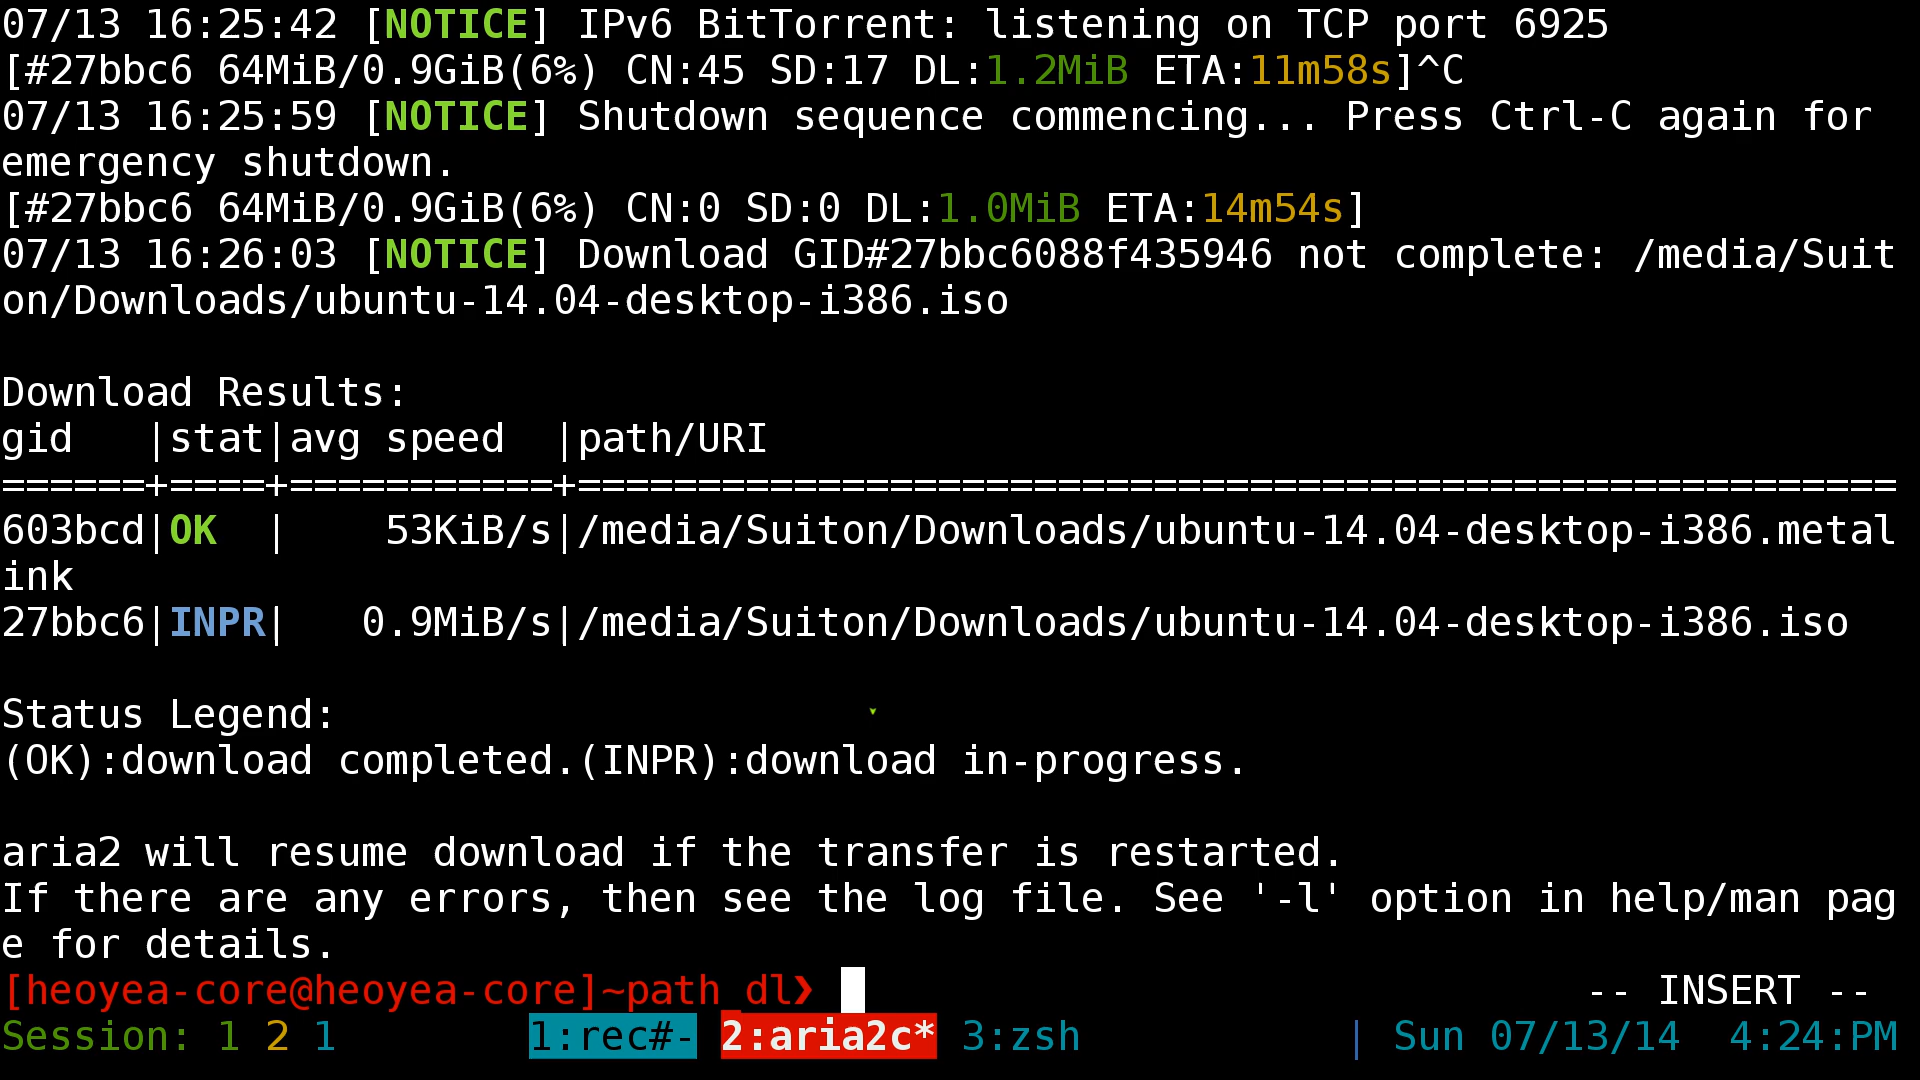 07/13 16:25:42 [NOTICE] IPv6 BitTorrent: listening on TCP port 6925
[#27bbc6 64MiB/0.9GiB(6%) CN:45 SD:17 DL:1.2MiB ETA:11m58s]^C
07/13 16:25:59 [NOTICE] Shutdown sequence commencing... Press Ctrl-C again for
emergency shutdown.
[#27bbc6 64MiB/0.9GiB(6%) CN:0 SD:0 DL:1.0MiB ETA:14m54s]
07/13 16:26:03 [NOTICE] Download GID#27bbc6088f435946 not complete: /media/Suit
on/Downloads/ubuntu-14.04-desktop-i386.iso

Download Results:
gid   |stat|avg speed  |path/URI
======+====+===========+=======================================================
603bcd|OK  |    53KiB/s|/media/Suiton/Downloads/ubuntu-14.04-desktop-i386.metal
ink
27bbc6|INPR|   0.9MiB/s|/media/Suiton/Downloads/ubuntu-14.04-desktop-i386.iso

Status Legend:
(OK):download completed.(INPR):download in-progress.

aria2 will resume download if the transfer is restarted.
If there are any errors, then see the log file. See '-l' option in help/man pag
e for details.
[heoyea-core@heoyea-core]~path_dl❯ -- INSERT --
Session: 1 2 1 1:rec#- 2:aria2c* 3:zsh | Sun 07/13/14  4:24:PM